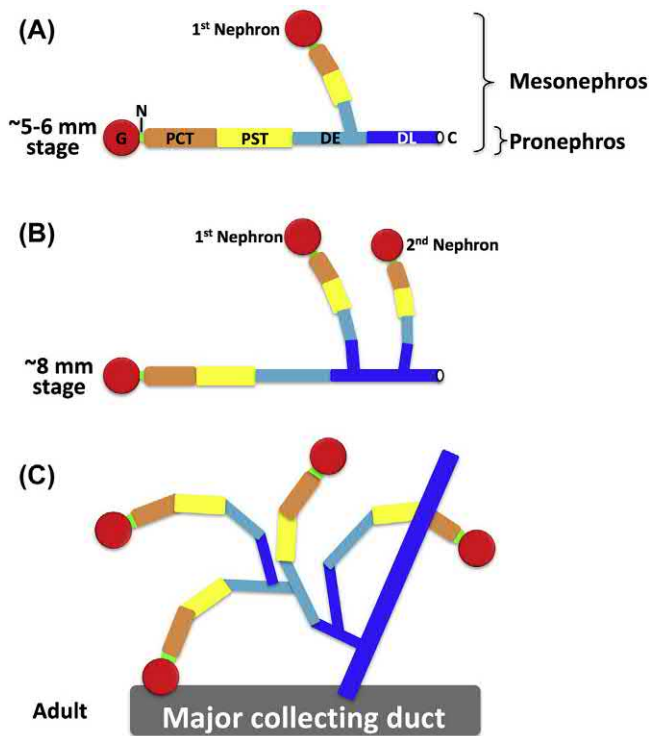 (A)
1st Nephron
Mesonephros
~5-6 mm
stage
N
G
PCT
PST
DE
DL
C
Pronephros
(B)
1st Nephron
2nd Nephron
~8 mm
stage
(C)
Adult
Major collecting duct